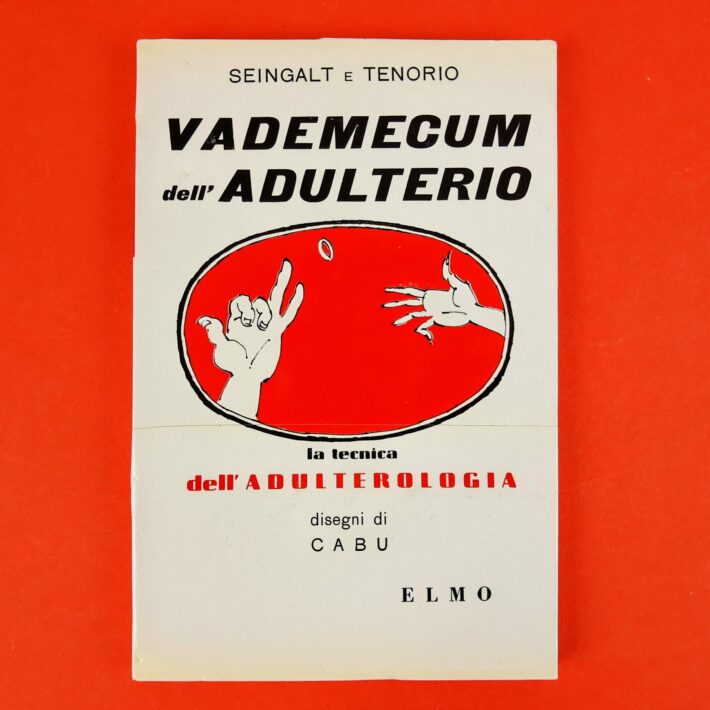 SEINGALT E TENORIO
VADEMECUM
dell' ADULTERIO
la tecnica
dell' ADULTEROLOGIA
disegni di
CABU
ELMO